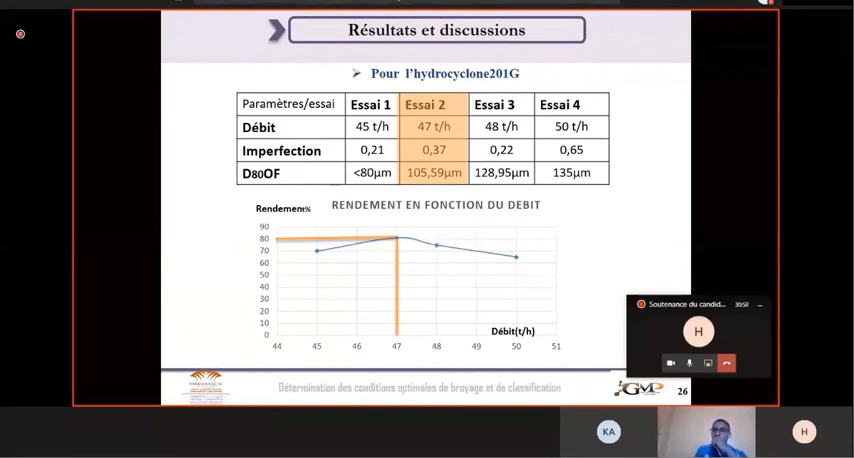 Résultats et discussions
➢ Pour l'hydrocyclone201G
Paramètres/essai Essai 1 Essai 2 Essai 3 Essai 4
Débit 45 t/h 47 t/h 48 t/h 50 t/h
Imperfection 0,21 0,37 0,22 0,65
D80OF <80µm 105,59µm 128,95µm 135µm
Rendement% RENDEMENT EN FONCTION DU DEBIT
90
80
70
60
50
40
30
20
10
0
Débit(t/h)
44 45 46 47 48 49 50 51
Soutenance du candid...
H
Détermination des conditions optimales de broyage et de classification
GMP
26
KA
H